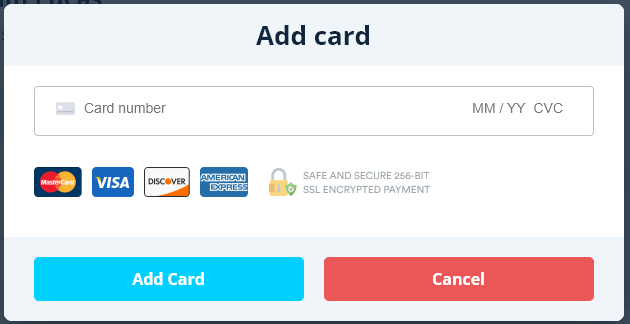 Add card
Card number MM / YY CVC
MasterCard VISA DISCOVER AMERICAN EXPRESS
SAFE AND SECURE 256-BIT
SSL ENCRYPTED PAYMENT
Add Card Cancel